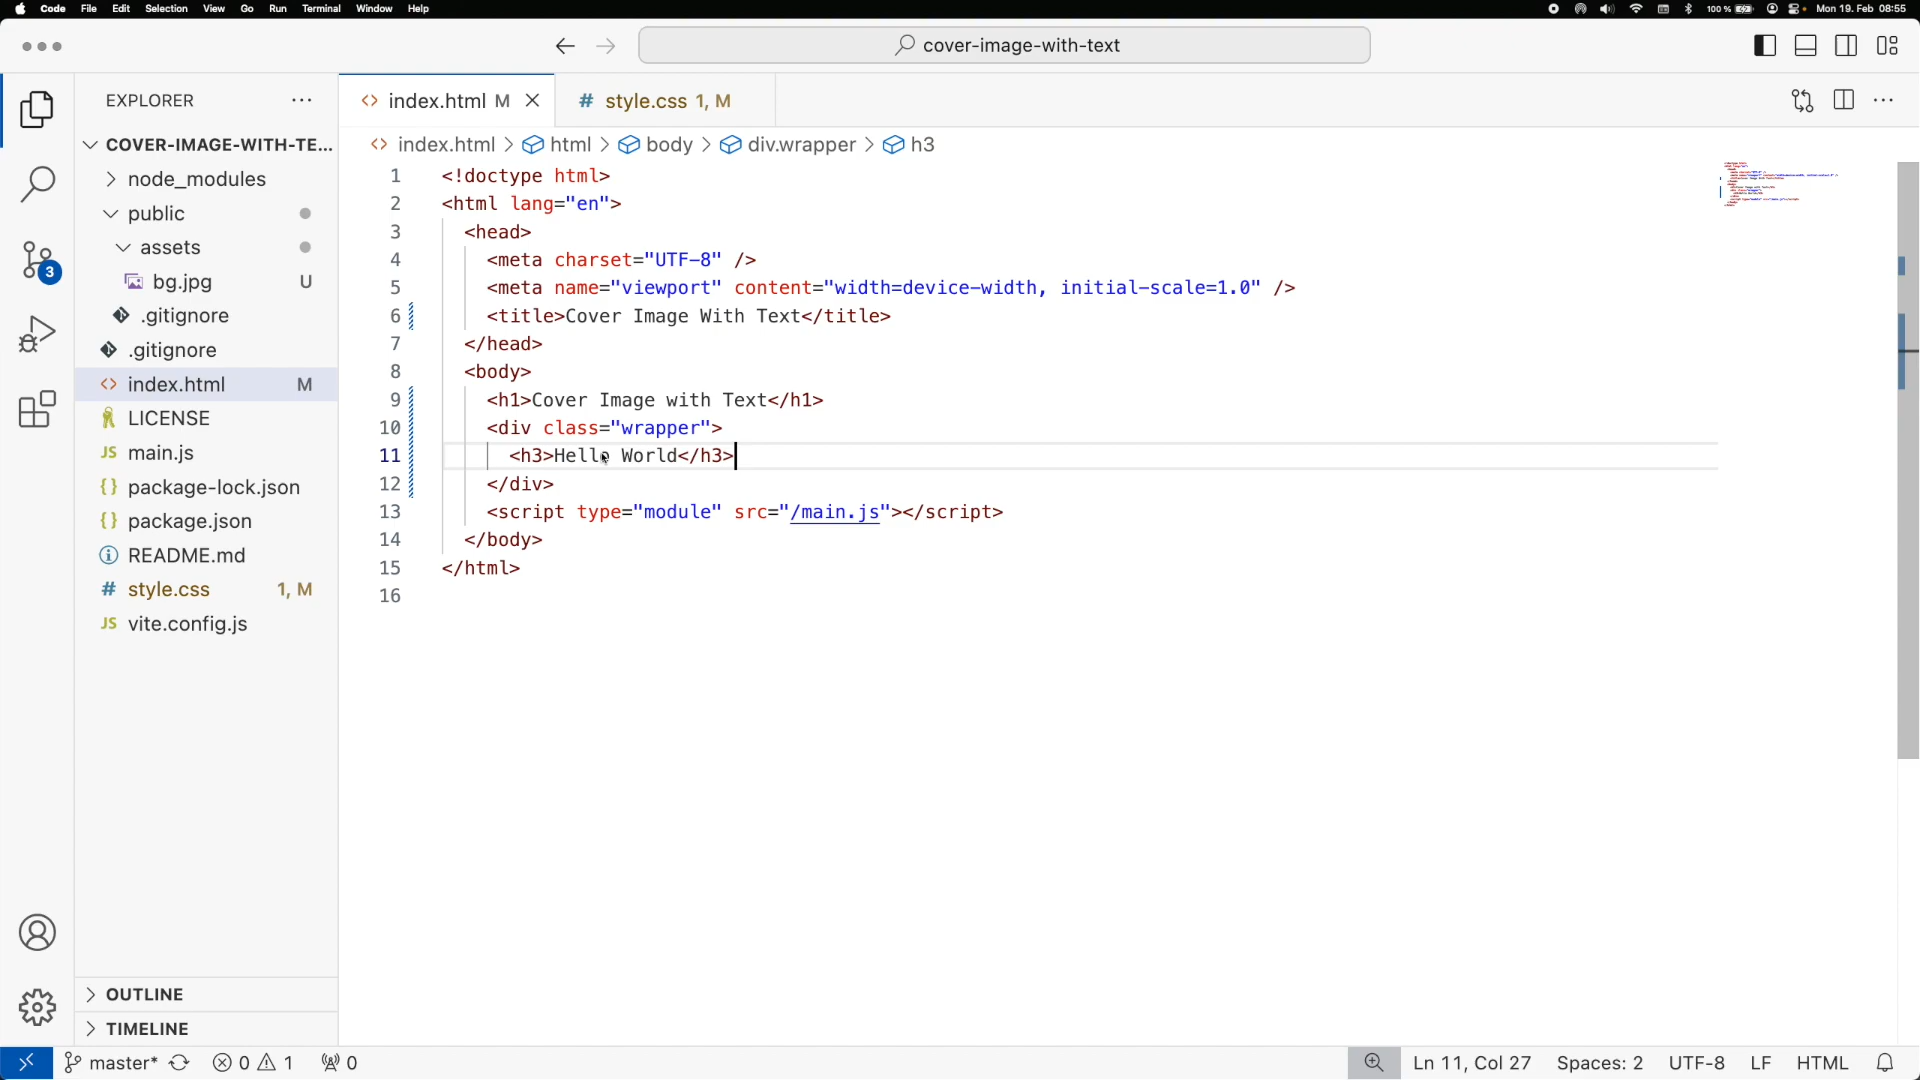 Code File Edit Selection View Go Run Terminal Window Help
100 % Mon 19. Feb 08:55
cover-image-with-text
EXPLORER
index.html M
# style.css 1, M
COVER-IMAGE-WITH-TE...
<> index.html > html > body > div.wrapper > h3
node_modules
public
assets
bg.jpg U
.gitignore
.gitignore
<> index.html M
LICENSE
JS main.js
{} package-lock.json
{} package.json
README.md
# style.css 1, M
JS vite.config.js
OUTLINE
TIMELINE
3
1 <!doctype html>
2 <html lang="en">
3 <head>
4 <meta charset="UTF-8" />
5 <meta name="viewport" content="width=device-width, initial-scale=1.0" />
6 <title>Cover Image With Text</title>
7 </head>
8 <body>
9 <h1>Cover Image with Text</h1>
10 <div class="wrapper">
11 <h3>Hello World</h3>
12 </div>
13 <script type="module" src="/main.js"></script>
14 </body>
15 </html>
16
master* 0 1 0
Ln 11, Col 27 Spaces: 2 UTF-8 LF HTML